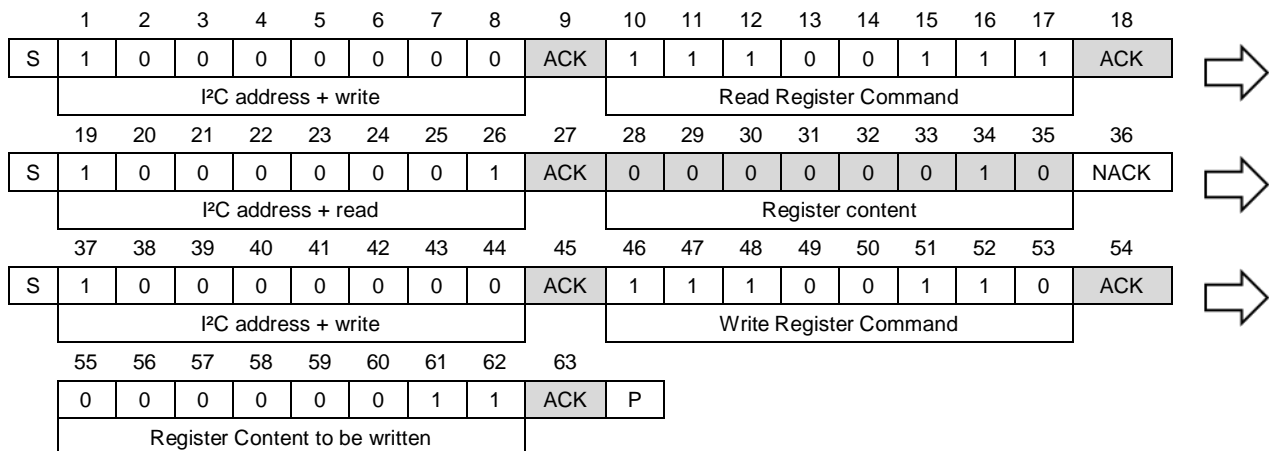 1 2 3 4 5 6 7 8 9 10 11 12 13 14 15 16 17 18
S 1 0 0 0 0 0 0 0 ACK 1 1 1 0 0 1 1 1 ACK
I²C address + write Read Register Command
19 20 21 22 23 24 25 26 27 28 29 30 31 32 33 34 35 36
S 1 0 0 0 0 0 0 1 ACK 0 0 0 0 0 0 1 0 NACK
I²C address + read Register content
37 38 39 40 41 42 43 44 45 46 47 48 49 50 51 52 53 54
S 1 0 0 0 0 0 0 0 ACK 1 1 1 0 0 1 1 0 ACK
I²C address + write Write Register Command
55 56 57 58 59 60 61 62 63
0 0 0 0 0 0 1 1 ACK P
Register Content to be written